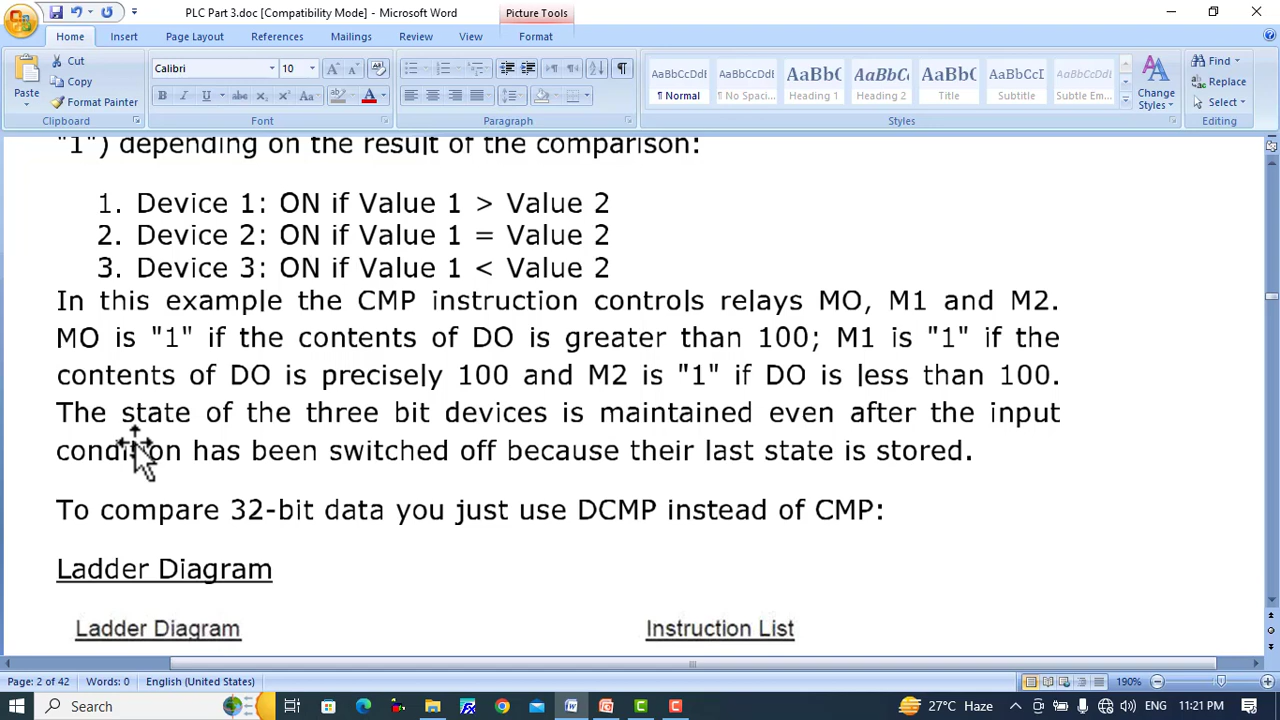 PLC Part 3.doc [Compatibility Mode] - Microsoft Word
Picture Tools
Home Insert Page Layout References Mailings Review View Format
Paste
Cut
Copy
Format Painter
Clipboard
Calibri 10
Font
Paragraph
AaBbCcDd AaBbCcDd AaBbC AaBbCc AaBbC AaBbCcI AaBbCcDd
¶ Normal ¶ No Spaci... Heading 1 Heading 2 Title Subtitle Subtle Em...
Change Styles
Styles
Find
Replace
Select
Editing
"1") depending on the result of the comparison:
1. Device 1: ON if Value 1 > Value 2
2. Device 2: ON if Value 1 = Value 2
3. Device 3: ON if Value 1 < Value 2
In this example the CMP instruction controls relays MO, M1 and M2.
MO is "1" if the contents of DO is greater than 100; M1 is "1" if the
contents of DO is precisely 100 and M2 is "1" if DO is less than 100.
The state of the three bit devices is maintained even after the input
condition has been switched off because their last state is stored.
To compare 32-bit data you just use DCMP instead of CMP:
Ladder Diagram
Ladder Diagram Instruction List
Page: 2 of 42 Words: 0 English (United States) 190%
Search 27°C Haze 11:21 PM